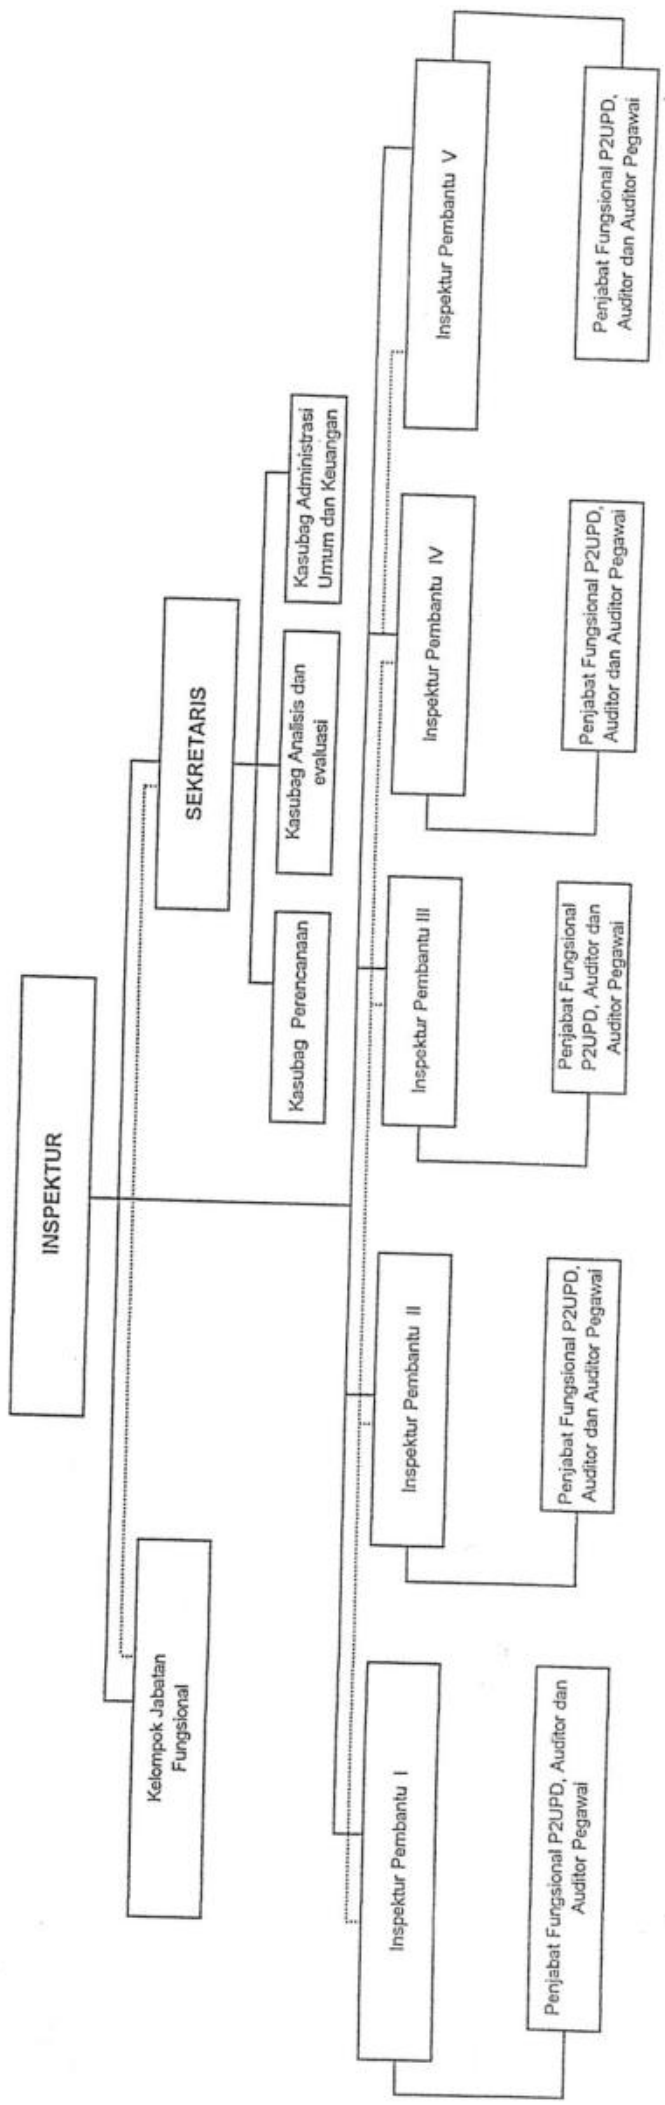 INSPEKTUR
Kelompok Jabatan
Fungsional
SEKRETARIS
Kasubag Perencanaan
Kasubag Analisis dan
evaluasi
Kasubag Administrasi
Umum dan Keuangan
Inspektur Pembantu I
Inspektur Pembantu II
Inspektur Pembantu III
Inspektur Pembantu IV
Inspektur Pembantu V
Penjabat Fungsional P2UPD, Auditor dan
Auditor Pegawai
Penjabat Fungsional P2UPD,
Auditor dan Auditor Pegawai
Penjabat Fungsional
P2UPD, Auditor dan
Auditor Pegawai
Penjabat Fungsional P2UPD,
Auditor dan Auditor Pegawai
Penjabat Fungsional P2UPD,
Auditor dan Auditor Pegawai